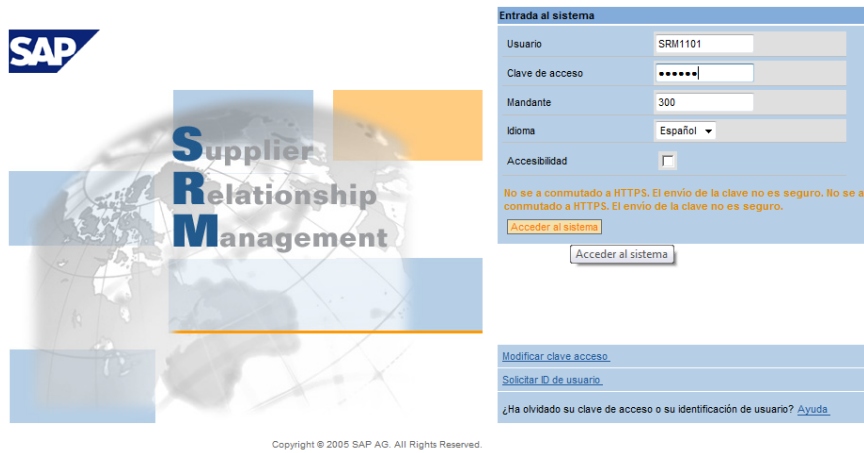 SAP
Supplier
Relationship
Management
Copyright © 2005 SAP AG. All Rights Reserved.
Entrada al sistema
Usuario SRM1101
Clave de acceso ••••••
Mandante 300
Idioma Español
Accesibilidad
No se a conmutado a HTTPS. El envio de la clave no es seguro. No se a
conmutado a HTTPS. El envio de la clave no es seguro.
Acceder al sistema
Acceder al sistema
Modificar clave acceso
Solicitar ID de usuario
¿Ha olvidado su clave de acceso o su identificación de usuario? Ayuda